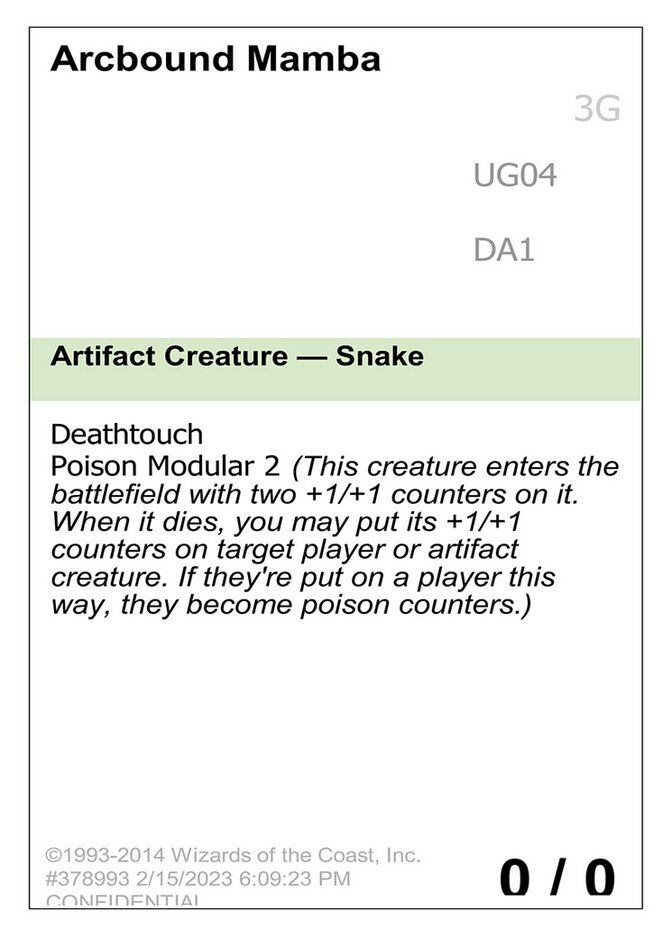 Arcbound Mamba
3G
UG04
DA1
Artifact Creature — Snake
Deathtouch
Poison Modular 2 (This creature enters the
battlefield with two +1/+1 counters on it.
When it dies, you may put its +1/+1
counters on target player or artifact
creature. If they're put on a player this
way, they become poison counters.)
©1993-2014 Wizards of the Coast, Inc.
#378993 2/15/2023 6:09:23 PM
CONFIDENTIAL
0 / 0